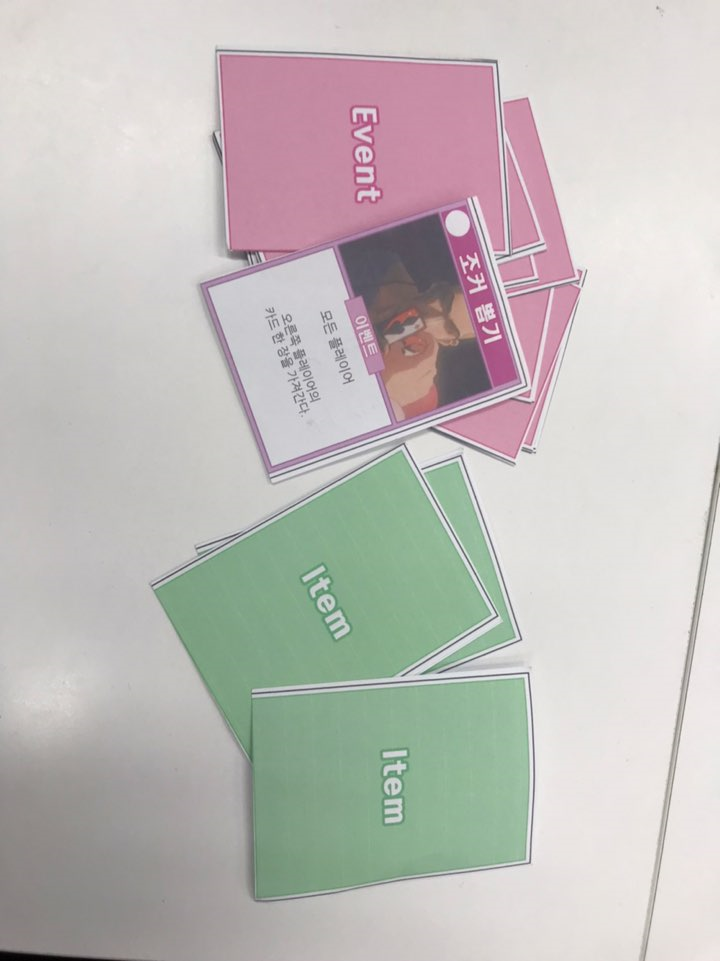 Event
조커 뽑기
이벤트
모든 플레이어
오른쪽 플레이어의
카드 한 장을 가져간다.
Item
Item